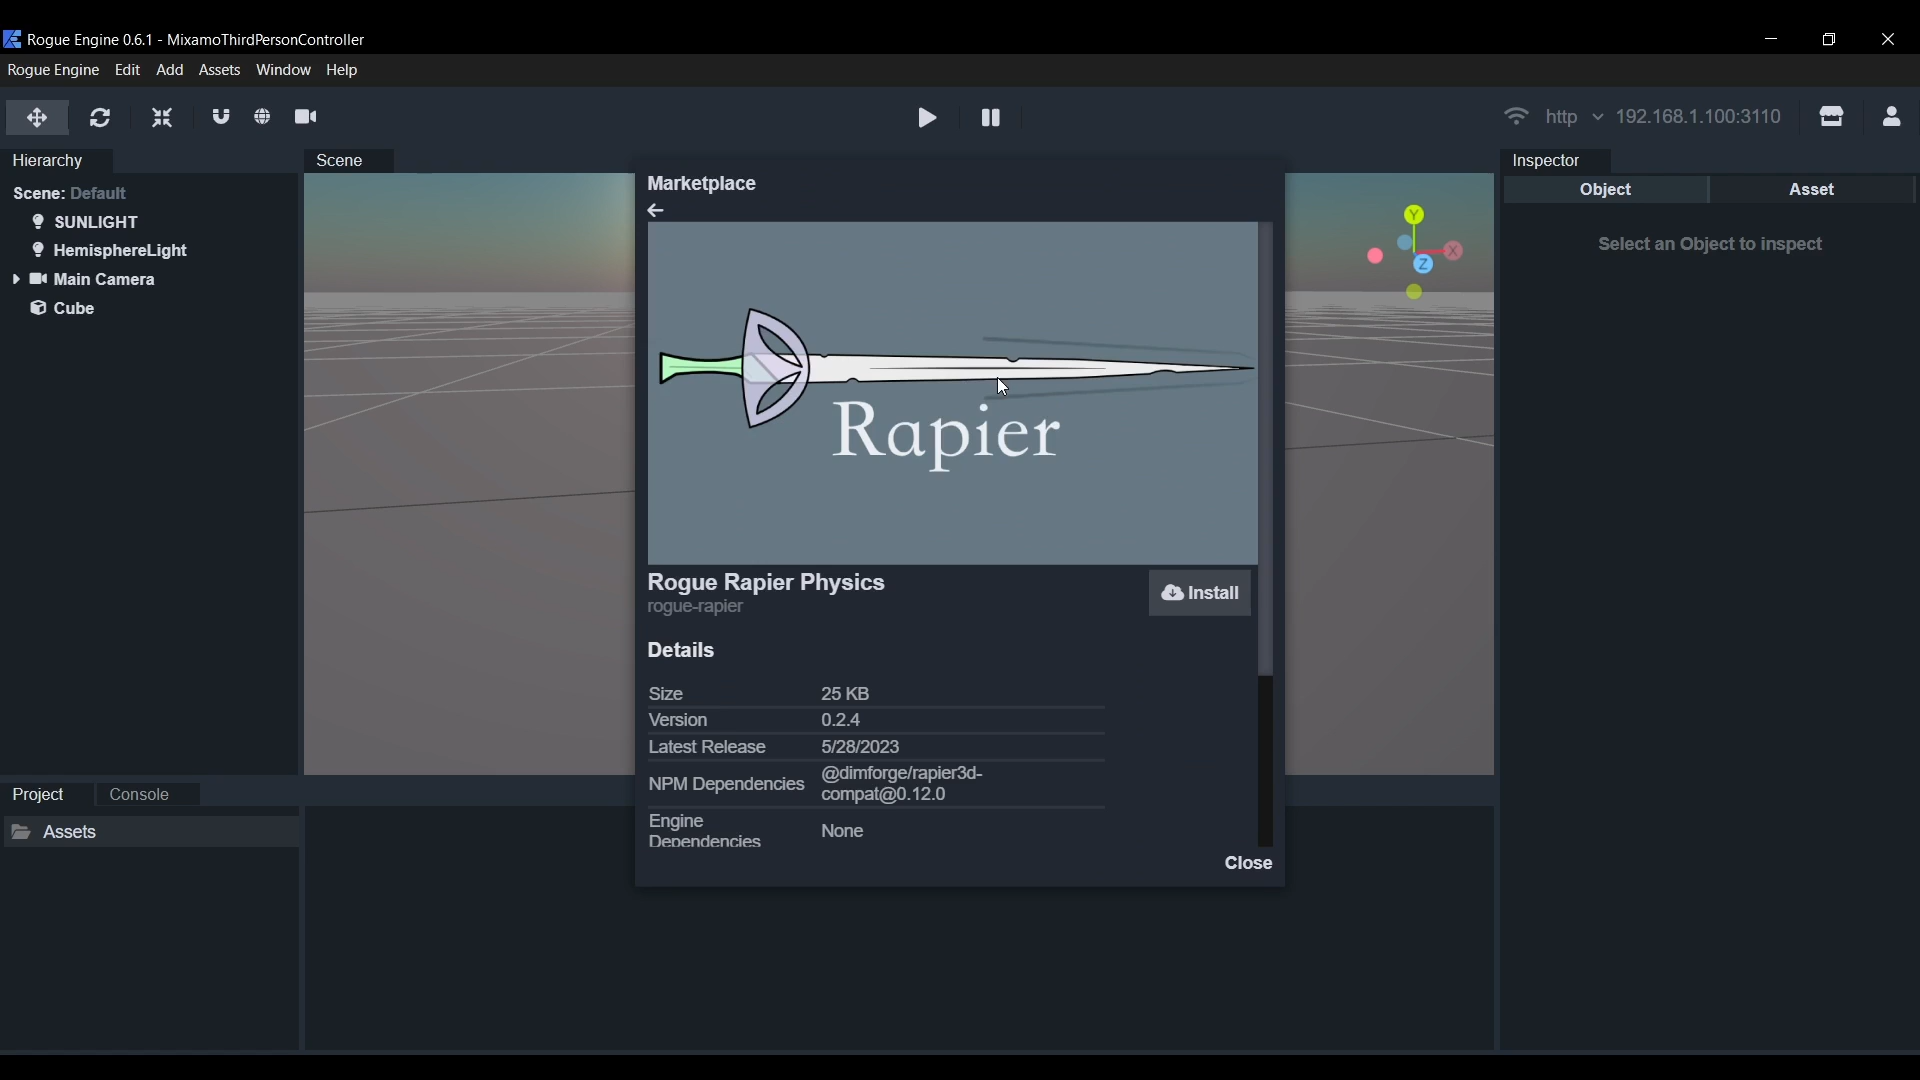 Rogue Engine 0.6.1 - MixamoThirdPersonController
Rogue Engine Edit Add Assets Window Help
http 192.168.1.100:3110
Hierarchy
Scene: Default
SUNLIGHT
HemisphereLight
Main Camera
Cube
Scene
Marketplace
Rapier
Rogue Rapier Physics
rogue-rapier
Install
Details
Size 25 KB
Version 0.2.4
Latest Release 5/28/2023
NPM Dependencies @dimforge/rapier3d-
compat@0.12.0
Engine
Dependencies None
Close
Y
X
Z
Inspector
Object Asset
Select an Object to inspect
Project Console
Assets